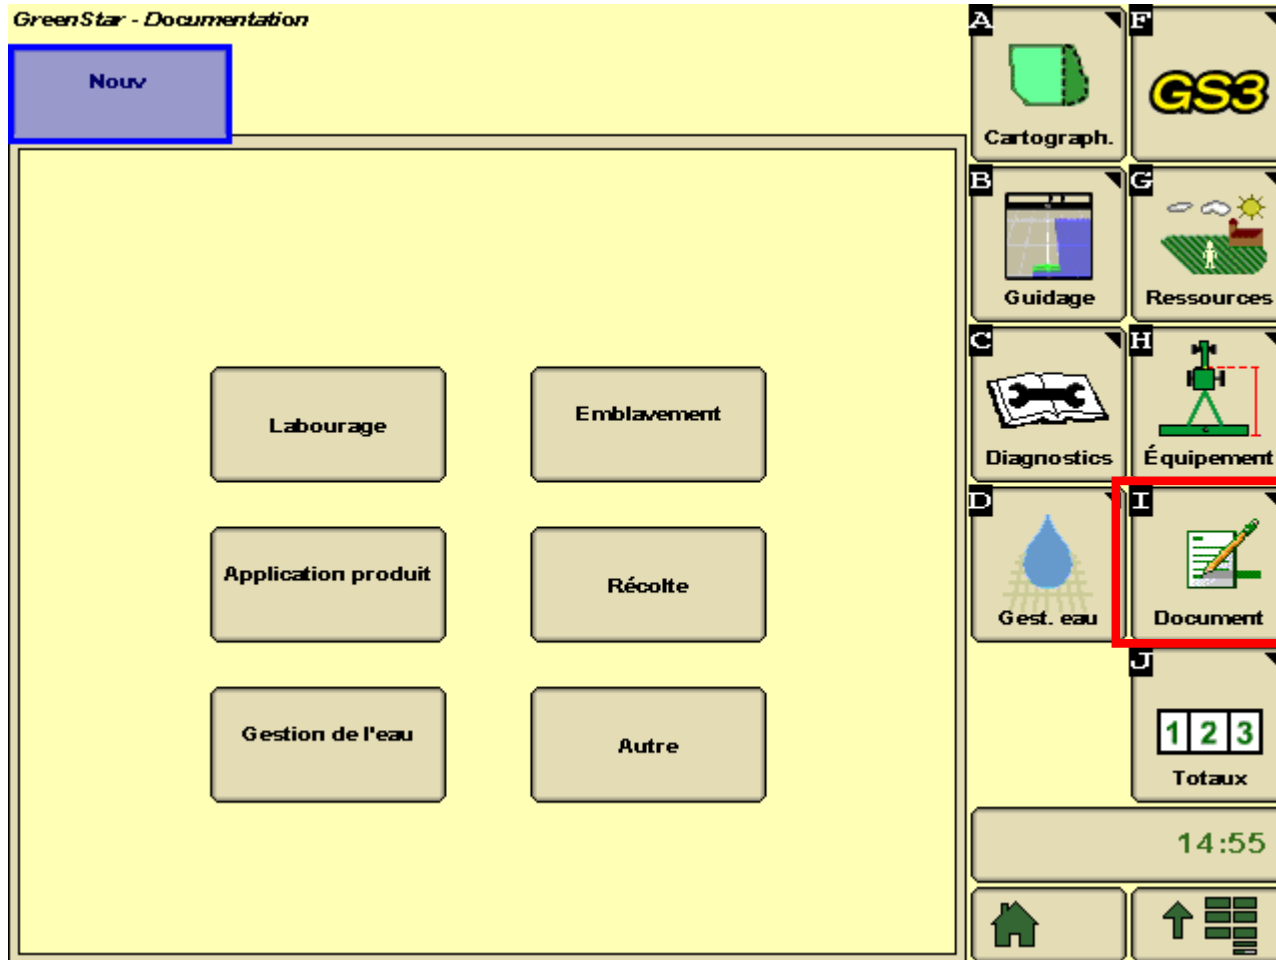 GreenStar - Documentation
Nouv
Labourage
Emblavement
Application produit
Récolte
Gestion de l'eau
Autre
A
Cartograph.
F
GS3
B
Guidage
G
Ressources
C
Diagnostics
H
Équipement
D
Gest. eau
I
Document
J
1 2 3
Totaux
14:55